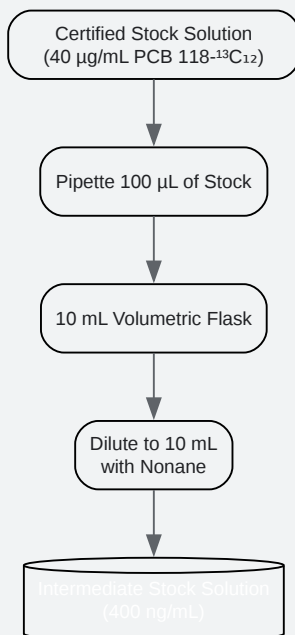 Certified Stock Solution
(40 µg/mL PCB 118-¹³C₁₂)
Pipette 100 µL of Stock
10 mL Volumetric Flask
Dilute to 10 mL
with Nonane
Intermediate Stock Solution
(400 ng/mL)